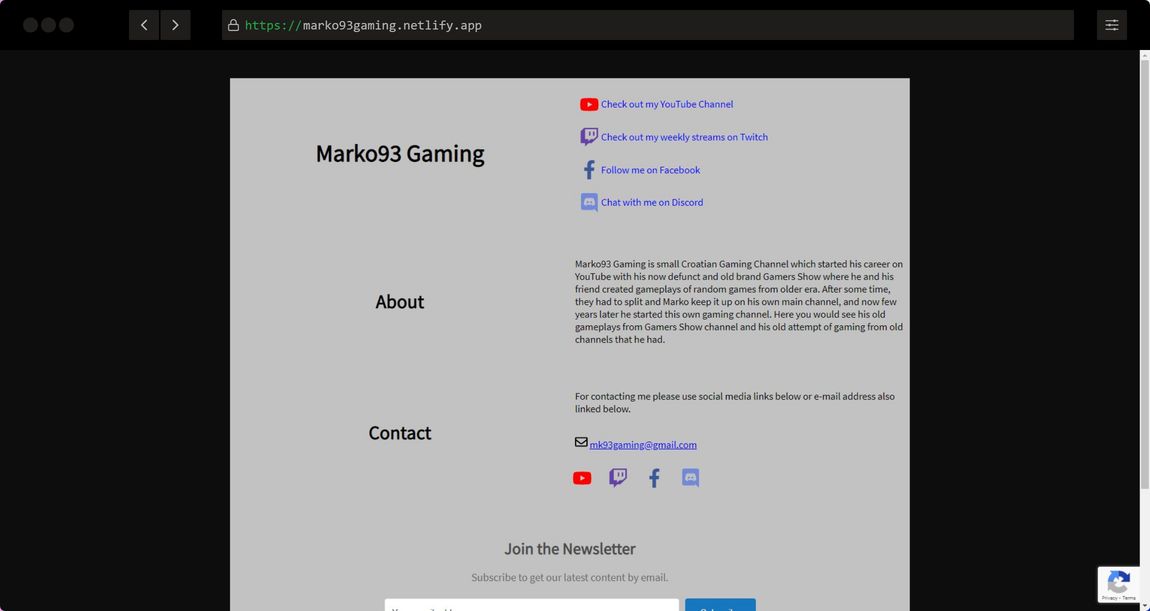 https://marko93gaming.netlify.app
Marko93 Gaming
Check out my YouTube Channel
Check out my weekly streams on Twitch
Follow me on Facebook
Chat with me on Discord
About
Marko93 Gaming is small Croatian Gaming Channel which started his career on
YouTube with his now defunct and old brand Gamers Show where he and his
friend created gameplays of random games from older era. After some time,
they had to split and Marko keep it up on his own main channel, and now few
years later he started this own gaming channel. Here you would see his old
gameplays from Gamers Show channel and his old attempt of gaming from old
channels that he had.
Contact
For contacting me please use social media links below or e-mail address also
linked below.
mk93gaming@gmail.com
Join the Newsletter
Subscribe to get our latest content by email.
Privacy - Terms